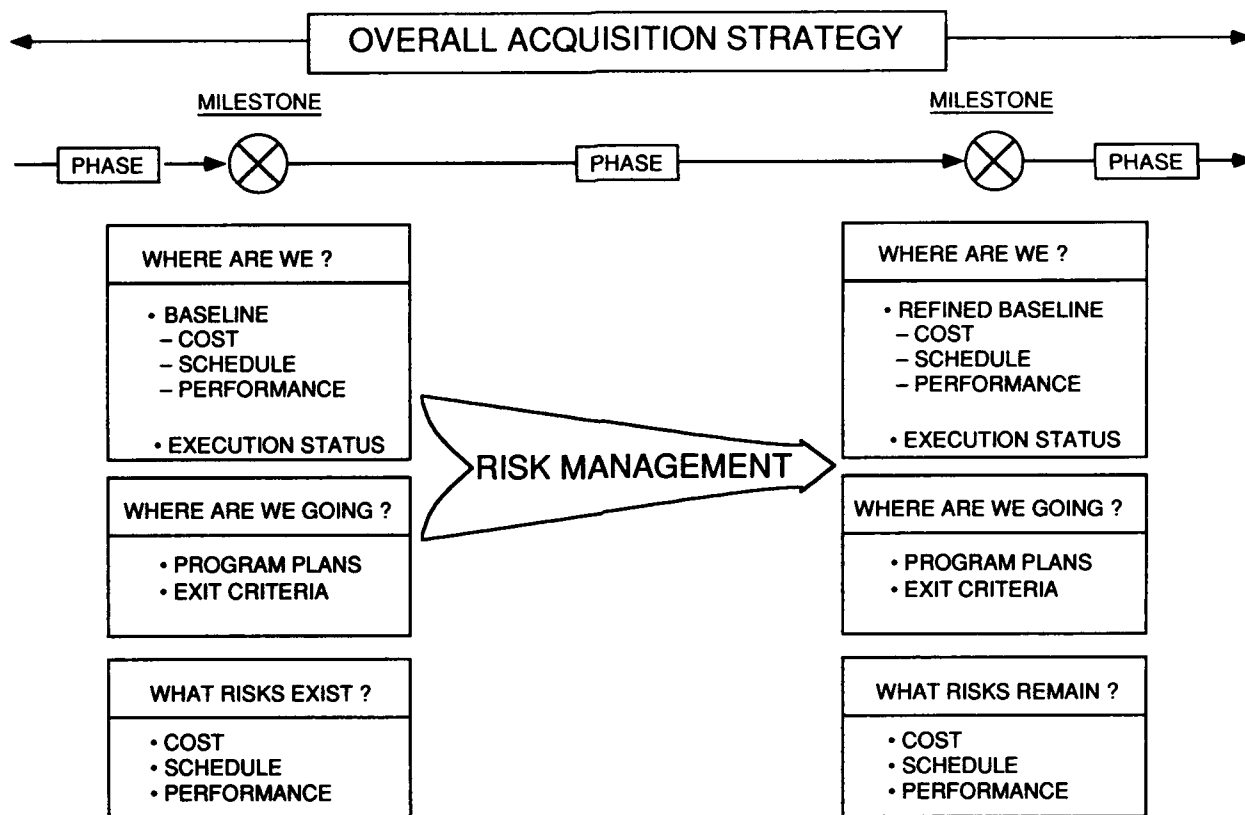 OVERALL ACQUISITION STRATEGY
MILESTONE
MILESTONE
PHASE
PHASE
PHASE
WHERE ARE WE ?
• BASELINE
– COST
– SCHEDULE
– PERFORMANCE
• EXECUTION STATUS
WHERE ARE WE GOING ?
• PROGRAM PLANS
• EXIT CRITERIA
WHAT RISKS EXIST ?
• COST
• SCHEDULE
• PERFORMANCE
RISK MANAGEMENT
WHERE ARE WE ?
• REFINED BASELINE
– COST
– SCHEDULE
– PERFORMANCE
• EXECUTION STATUS
WHERE ARE WE GOING ?
• PROGRAM PLANS
• EXIT CRITERIA
WHAT RISKS REMAIN ?
• COST
• SCHEDULE
• PERFORMANCE